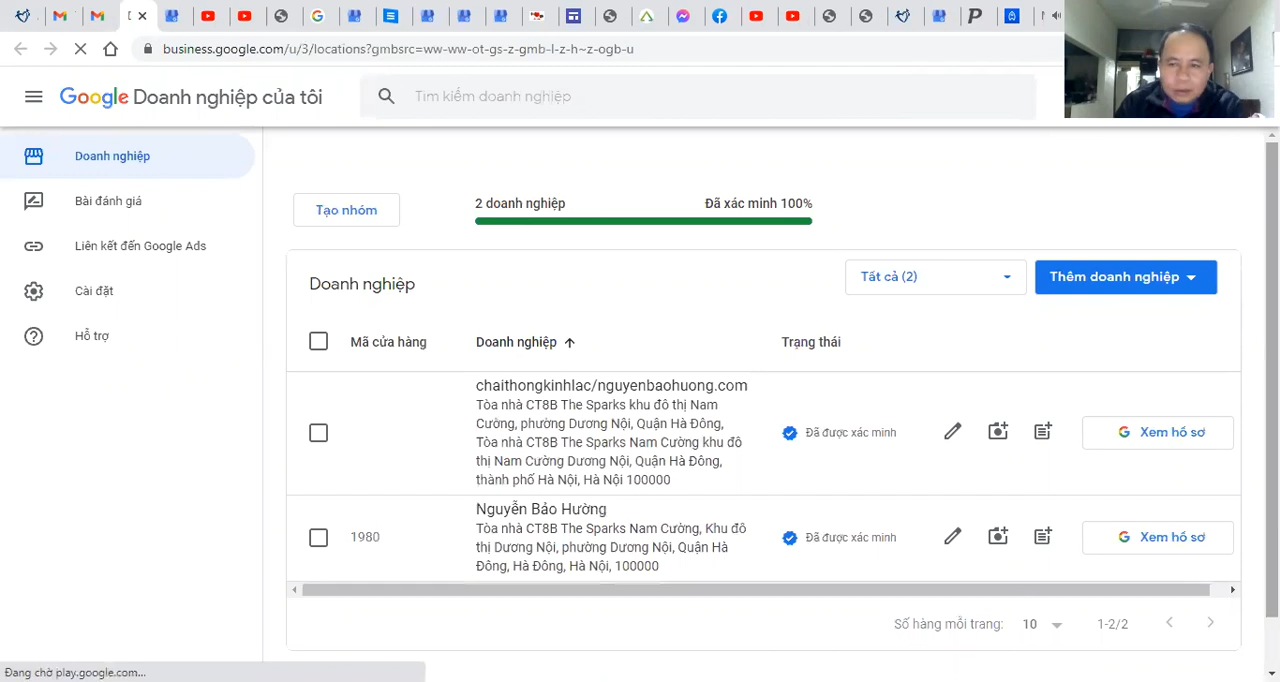 business.google.com/u/3/locations?gmbsrc=ww-ww-ot-gs-z-gmb-l-z-h~z-ogb-u
Google Doanh nghiệp của tôi
Tìm kiếm doanh nghiệp
Doanh nghiệp
Bài đánh giá
Liên kết đến Google Ads
Cài đặt
Hỗ trợ
Tạo nhóm
2 doanh nghiệp
Đã xác minh 100%
Doanh nghiệp
Tất cả (2)
Thêm doanh nghiệp
Mã cửa hàng
Doanh nghiệp
Trạng thái
chaithongkinhlac/nguyenbaohuong.com
Tòa nhà CT8B The Sparks khu đô thị Nam
Cường, phường Dương Nội, Quận Hà Đông,
Tòa nhà CT8B The Sparks Nam Cường khu đô
thị Nam Cường Dương Nội, Quận Hà Đông,
thành phố Hà Nội, Hà Nội 100000
Đã được xác minh
Xem hồ sơ
1980
Nguyễn Bảo Hường
Tòa nhà CT8B The Sparks Nam Cường, Khu đô
thị Dương Nội, phường Dương Nội, Quận Hà
Đông, Hà Đông, Hà Nội, 100000
Đã được xác minh
Xem hồ sơ
Số hàng mỗi trang:
10
1-2/2
Đang chờ play.google.com...